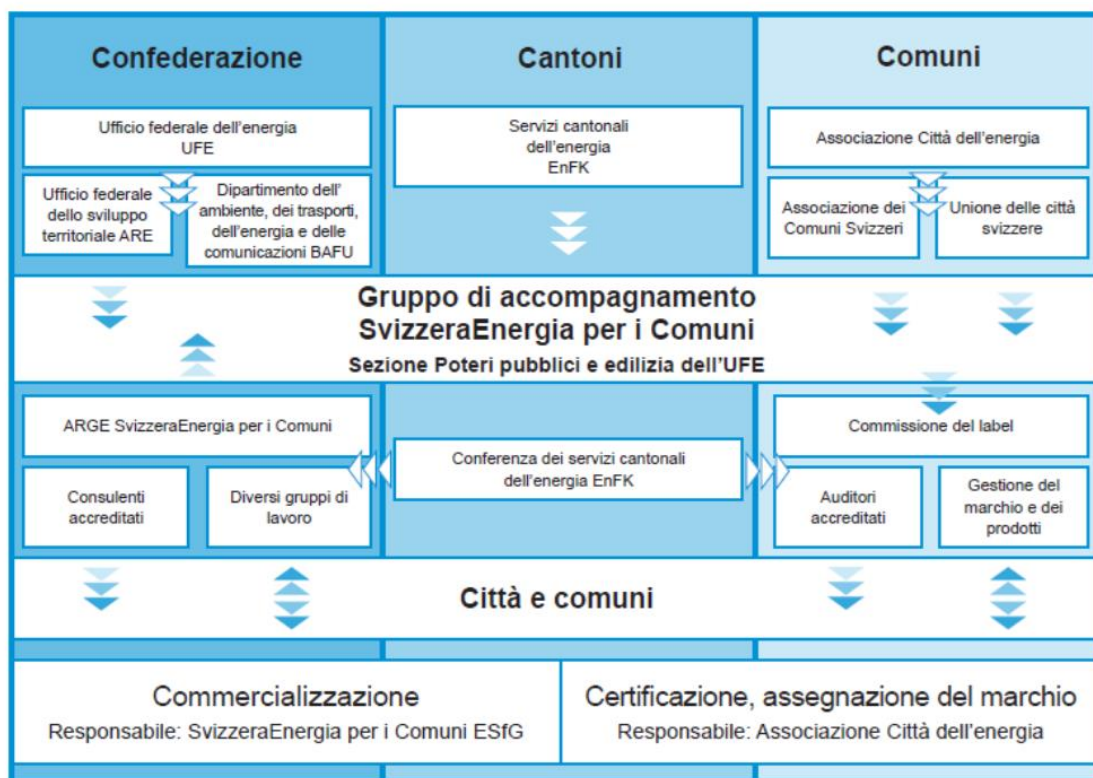 Confederazione
Cantoni
Comuni
Ufficio federale dell'energia
UFE
Servizi cantonali
dell'energia
EnFK
Associazione Città dell'energia
Ufficio federale
dello sviluppo
territoriale ARE
Dipartimento dell'
ambiente, dei trasporti,
dell'energia e delle
comunicazioni BAFU
Associazione dei
Comuni Svizzeri
Unione delle città
svizzere
Gruppo di accompagnamento
SvizzeraEnergia per i Comuni
Sezione Poteri pubblici e edilizia dell'UFE
ARGE SvizzeraEnergia per i Comuni
Conferenza dei servizi cantonali
dell'energia EnFK
Commissione del label
Consulenti
accreditati
Diversi gruppi di
lavoro
Auditori
accreditati
Gestione del
marchio e dei
prodotti
Città e comuni
Commercializzazione
Responsabile: SvizzeraEnergia per i Comuni ESfG
Certificazione, assegnazione del marchio
Responsabile: Associazione Città dell'energia